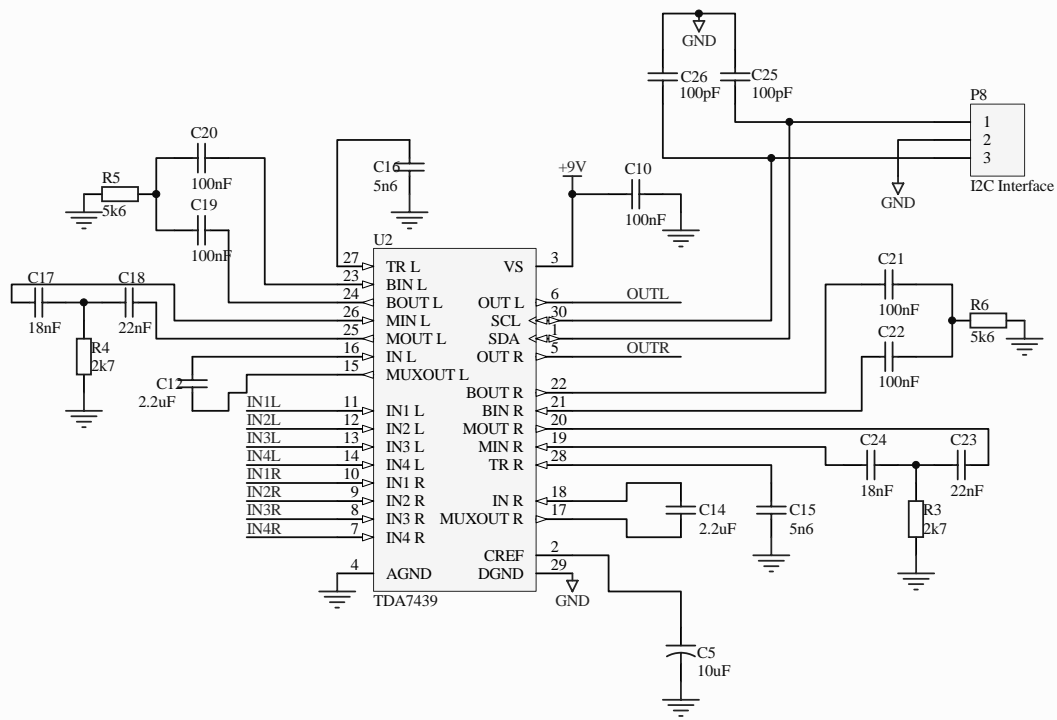 GND
C26
100pF
C25
100pF
P8
1
2
3
I2C Interface
GND
C20
100nF
R5
5k6
C19
100nF
C16
5n6
+9V
C10
100nF
U2
27 TR L
23 BIN L
24 BOUT L
26 MIN L
25 MOUT L
16 IN L
15 MUXOUT L
IN1L 11 IN1 L
IN2L 12 IN2 L
IN3L 13 IN3 L
IN4L 14 IN4 L
IN1R 10 IN1 R
IN2R 9 IN2 R
IN3R 8 IN3 R
IN4R 7 IN4 R
4 AGND
VS 3
OUT L 6 OUTL
SCL 30
SDA 1
OUT R 5 OUTR
BOUT R 22
BIN R 21
MOUT R 20
MIN R 19
TR R 28
IN R 18
MUXOUT R 17
CREF 2
DGND 29
TDA7439
GND
C17
18nF
C18
22nF
R4
2k7
C12
2.2uF
C21
100nF
C22
100nF
R6
5k6
C24
18nF
C23
22nF
R3
2k7
C14
2.2uF
C15
5n6
C5
10uF